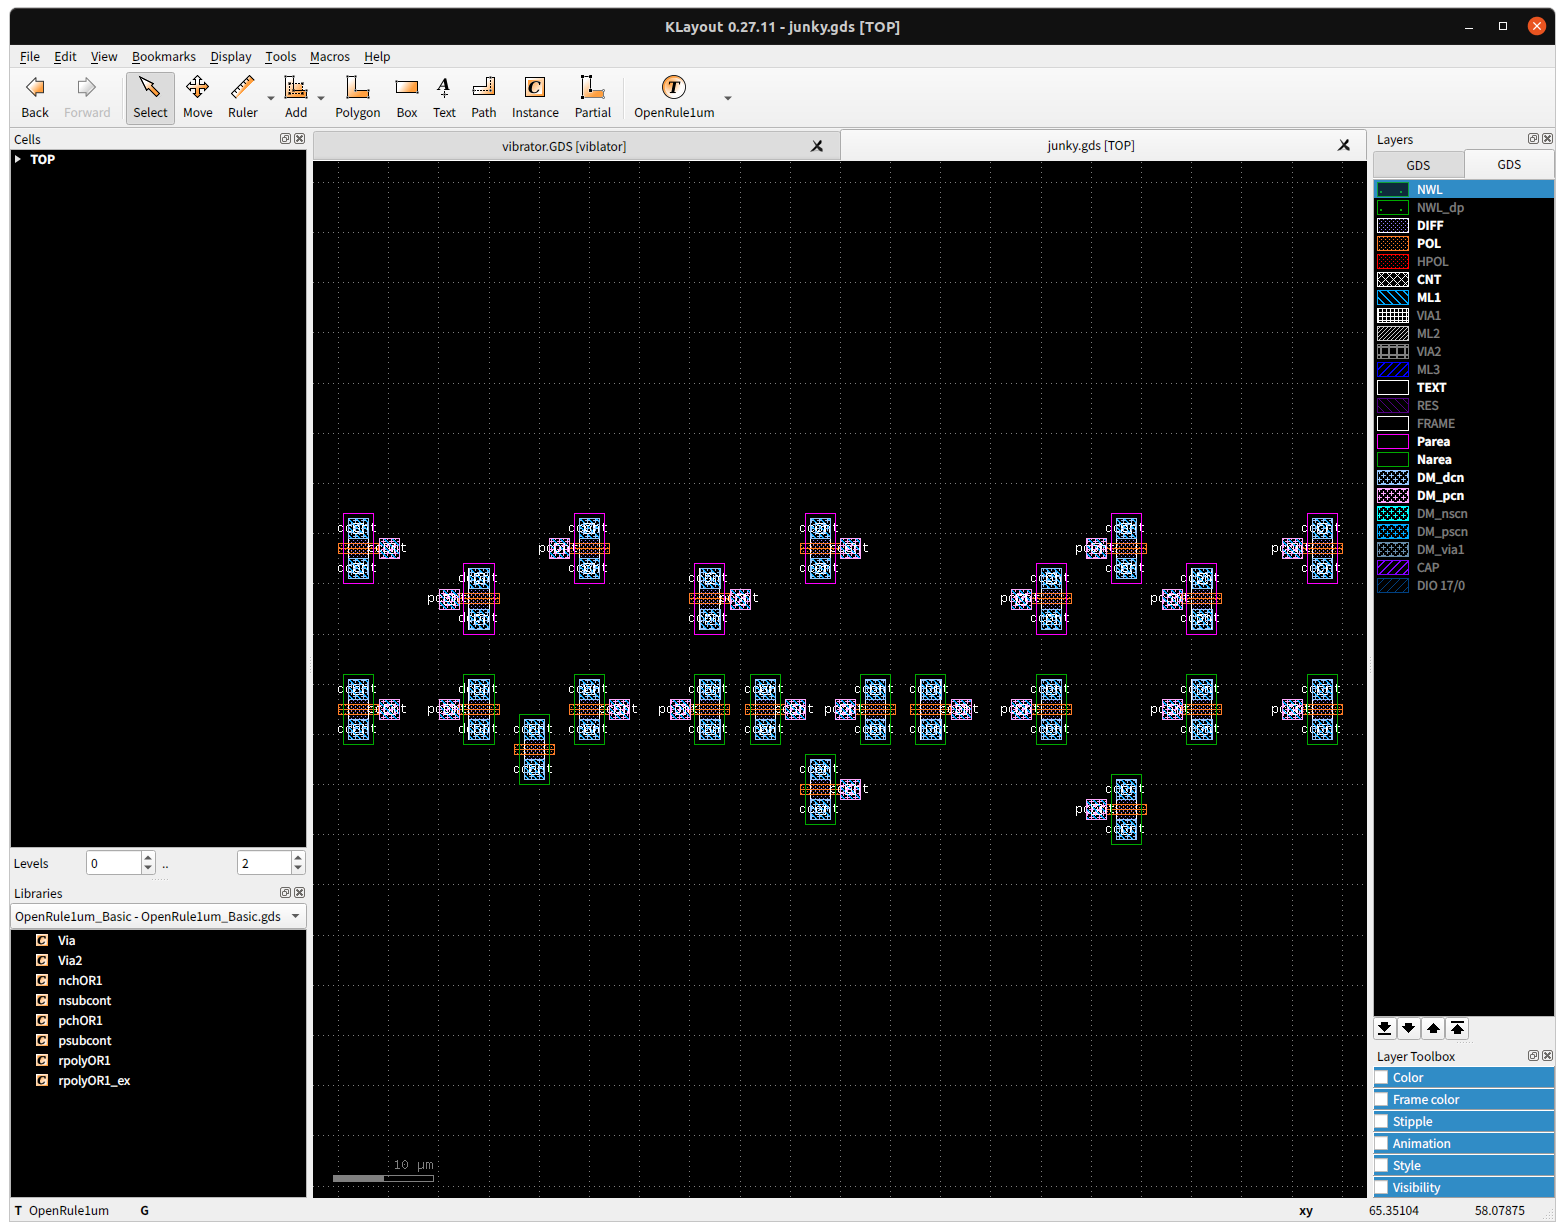 KLayout 0.27.11 - junky.gds [TOP]
File Edit View Bookmarks Display Tools Macros Help
Back Forward Select Move Ruler Add Polygon Box Text Path Instance Partial OpenRule1um
Cells
TOP
vibrator.GDS [viblator]
junky.gds [TOP]
Levels 0 .. 2
Libraries
OpenRule1um_Basic - OpenRule1um_Basic.gds
Via
Via2
nchOR1
nsubcont
pchOR1
psubcont
rpolyOR1
rpolyOR1_ex
10 µm
Layers
GDS GDS
NWL
NWL_dp
DIFF
POL
HPOL
CNT
ML1
VIA1
ML2
VIA2
ML3
TEXT
RES
FRAME
Parea
Narea
DM_dcn
DM_pcn
DM_nscn
DM_pscn
DM_via1
CAP
DIO 17/0
Layer Toolbox
Color
Frame color
Stipple
Animation
Style
Visibility
T OpenRule1um G xy 65.35104 58.07875